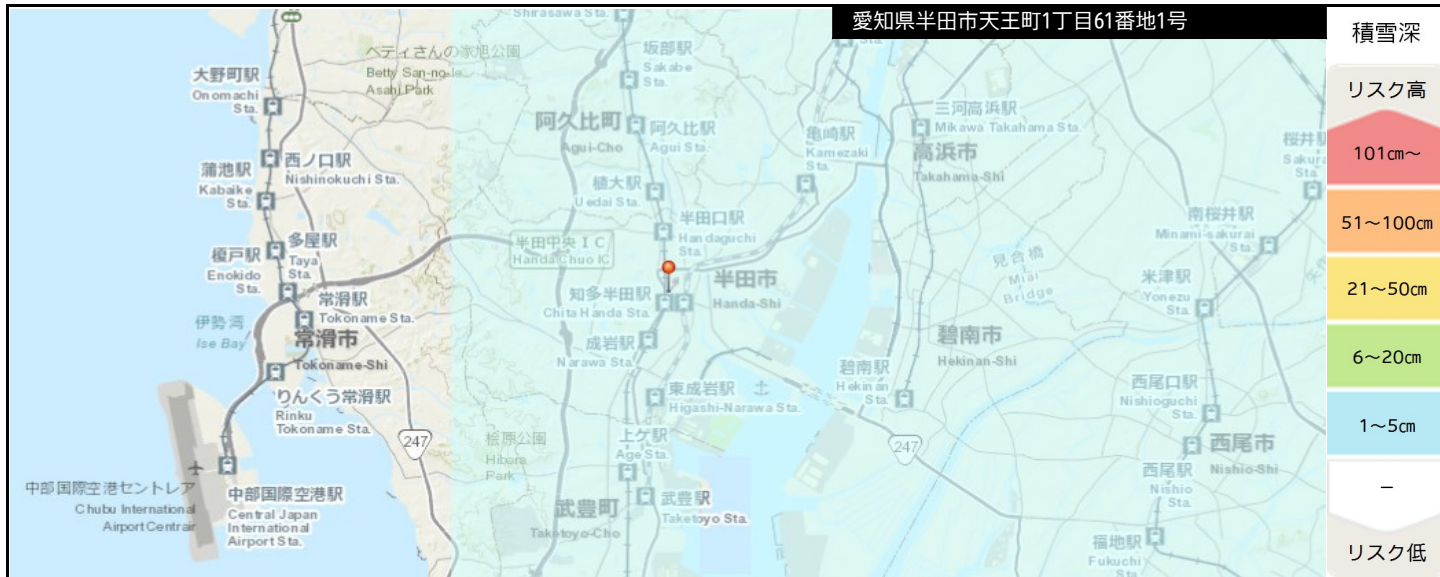 愛知県半田市天王町1丁目61番地1号
積雪深
リスク高
101㎝～
51～100㎝
21～50㎝
6～20㎝
1～5㎝
－
リスク低
Shirasawa Sta.
坂部駅
Sakabe
Sta.
Sta.
ペティさんの家旭公園
Betty San-no-Ie
Asahi Park
大野町駅
Onomachi
Sta.
阿久比町
Agui-Cho
阿久比駅
Agui Sta.
亀崎駅
Kamezaki
Sta.
三河高浜駅
Mikawa Takahama Sta.
高浜市
Takahama-Shi
桜井駅
Sakurai
Sta.
西ノ口駅
Nishinokuchi Sta.
蒲池駅
Kabaike
Sta.
植大駅
Uedai Sta.
半田口駅
Handaguchi
Sta.
南桜井駅
Minami-sakurai
Sta.
多屋駅
Taya
Sta.
榎戸駅
Enokido
Sta.
半田中央ＩＣ
Handa Chuo IC
見合橋
Miai
Bridge
米津駅
Yonezu
Sta.
半田市
Handa-Shi
知多半田駅
Chita Handa Sta.
常滑駅
Tokoname Sta.
伊勢湾
Ise Bay
常滑市
Tokoname-Shi
成岩駅
Narawa Sta.
碧南市
Hekinan-Shi
碧南駅
Hekinan
Sta.
東成岩駅
Higashi-Narawa Sta.
西尾口駅
Nishioguchi
Sta.
りんくう常滑駅
Rinku
Tokoname Sta.
247
桧原公園
Hibara
Park
上ゲ駅
Age Sta.
247
西尾市
Nishio-Shi
西尾駅
Nishio
Sta.
中部国際空港セントレア
Chubu International
Airport Centrair
中部国際空港駅
Central Japan
International
Airport Sta.
武豊町
Taketoyo-Cho
武豊駅
Taketoyo Sta.
福地駅
Fukuchi
Sta.